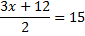 (3x + 12)/2 = 15